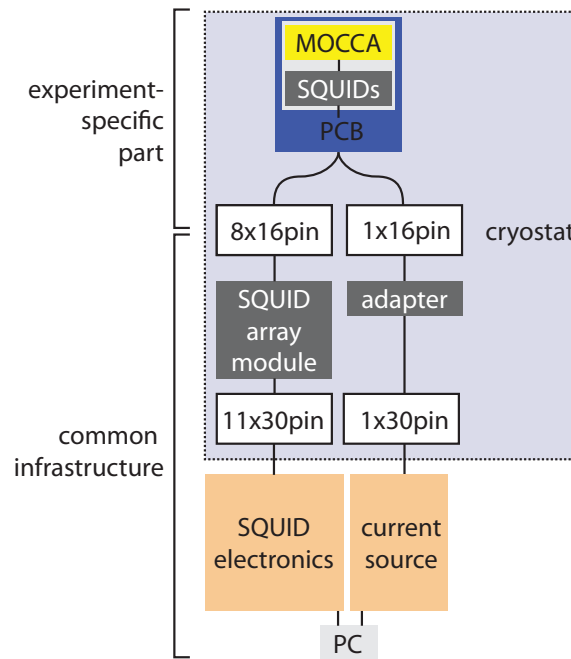 MOCCA
SQUIDs
PCB
experiment-
specific
part
8x16pin
1x16pin
cryostat
SQUID
array
module
adapter
11x30pin
1x30pin
common
infrastructure
SQUID
electronics
current
source
PC